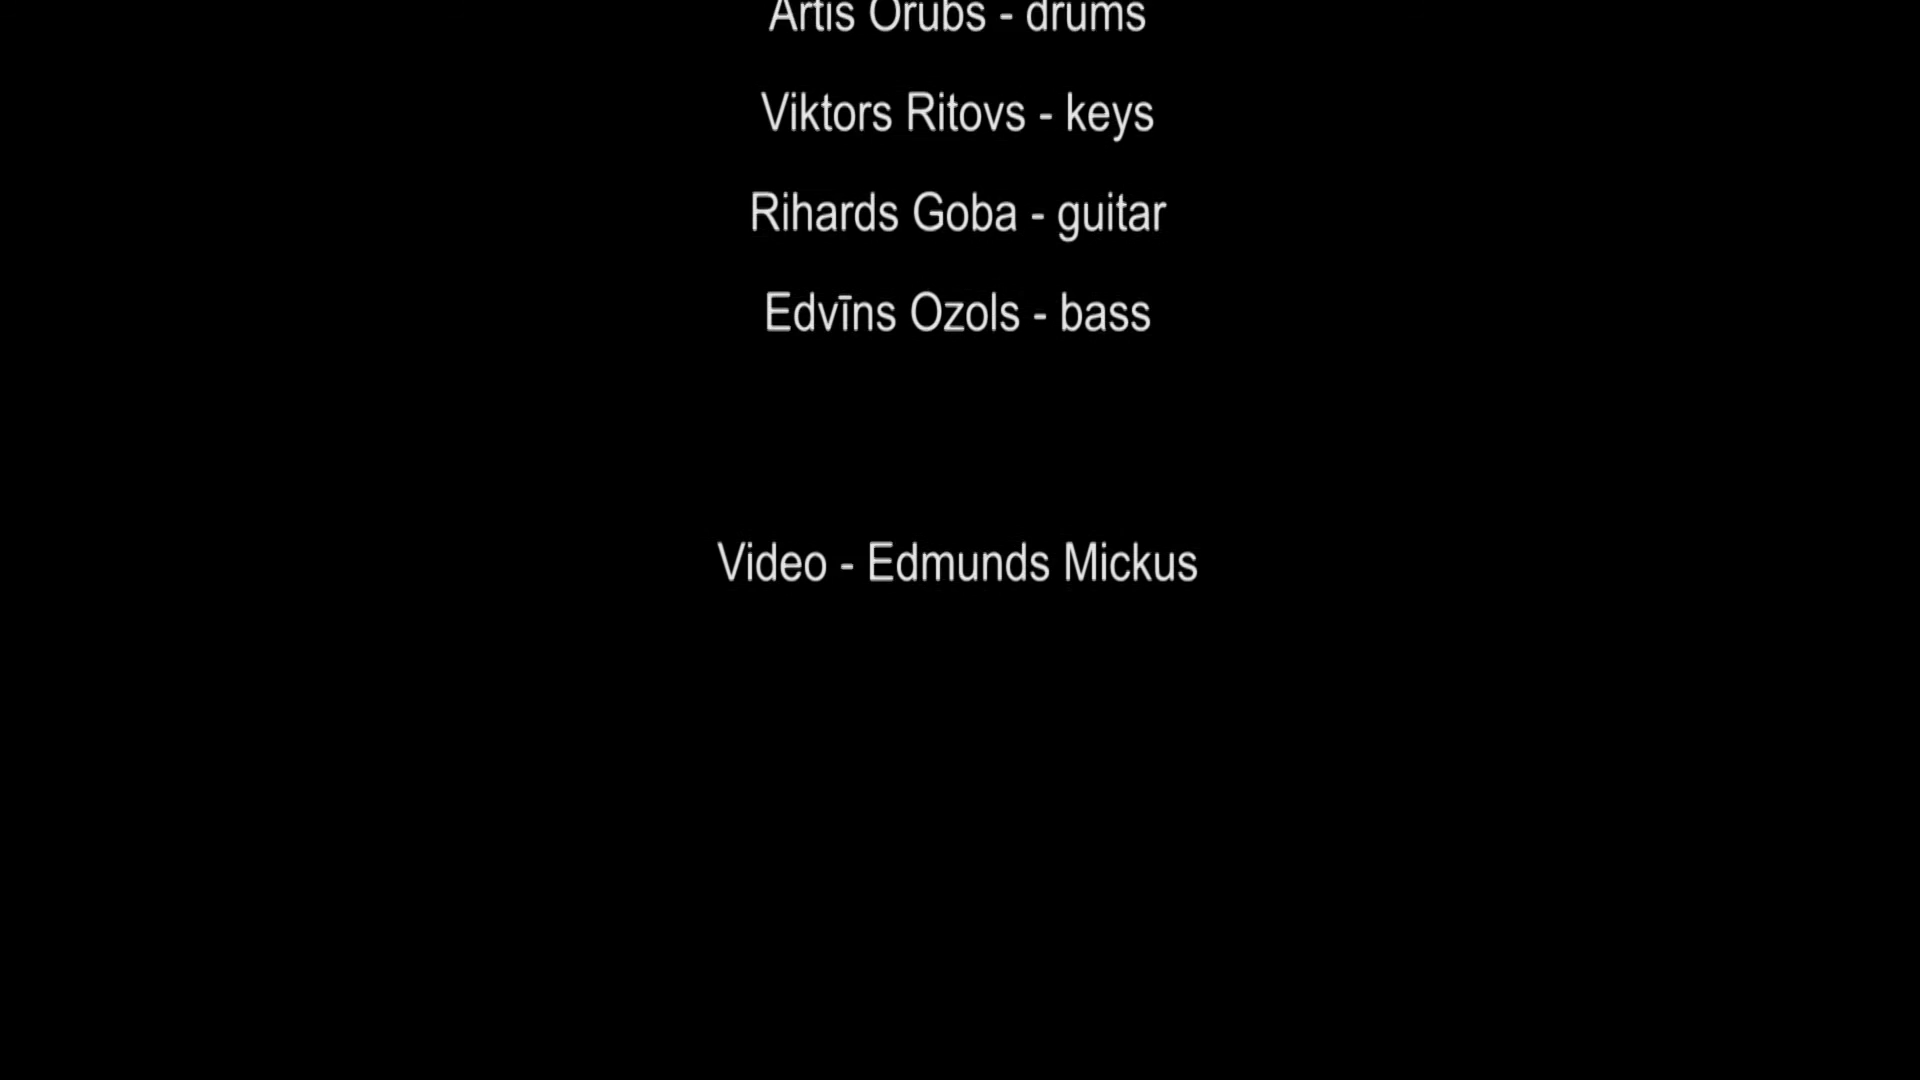 Artis Orubs - drums
Viktors Ritovs - keys
Rihards Goba - guitar
Edvīns Ozols - bass
Video - Edmunds Mickus